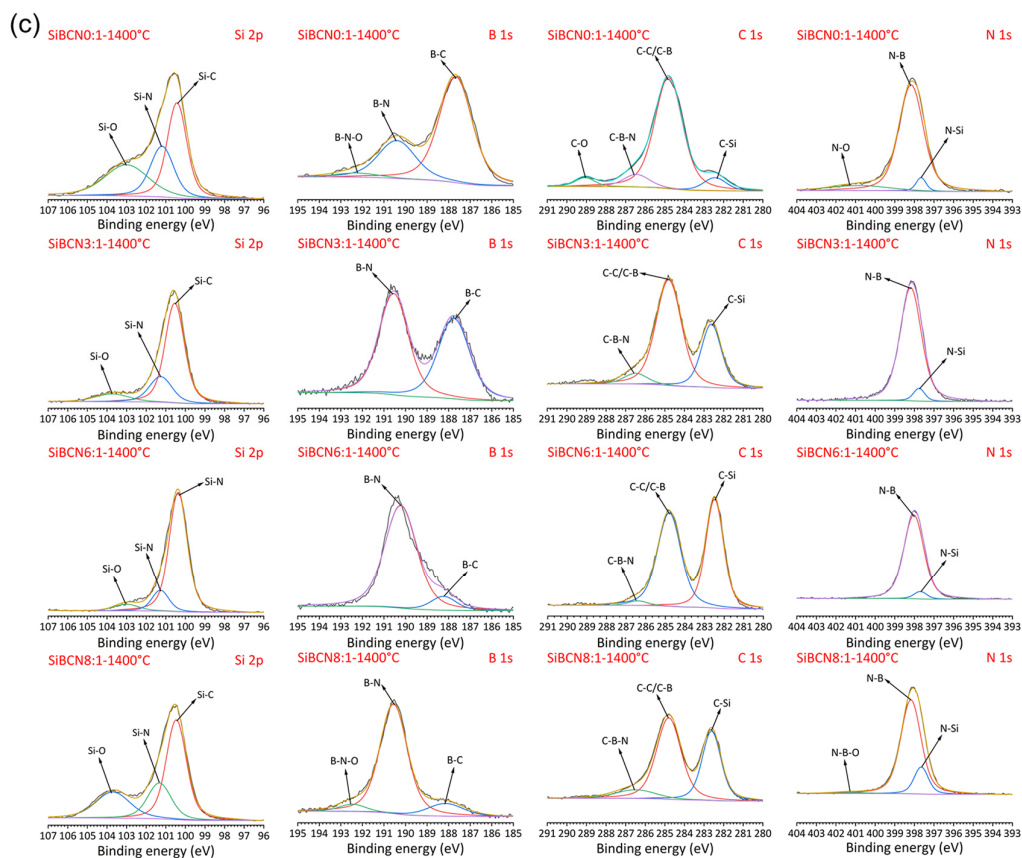 (c)
SiBCN0:1-1400°C Si 2p
Si-C
Si-N
Si-O
107 106 105 104 103 102 101 100 99 98 97 96
Binding energy (eV)
SiBCN0:1-1400°C B 1s
B-C
B-N
B-N-O
195 194 193 192 191 190 189 188 187 186 185
Binding energy (eV)
SiBCN0:1-1400°C C 1s
C-C/C-B
C-B-N
C-O
C-Si
291 290 289 288 287 286 285 284 283 282 281 280
Binding energy (eV)
SiBCN0:1-1400°C N 1s
N-B
N-Si
N-O
404 403 402 401 400 399 398 397 396 395 394 393
Binding energy (eV)
SiBCN3:1-1400°C Si 2p
Si-C
Si-N
Si-O
107 106 105 104 103 102 101 100 99 98 97 96
Binding energy (eV)
SiBCN3:1-1400°C B 1s
B-N
B-C
195 194 193 192 191 190 189 188 187 186 185
Binding energy (eV)
SiBCN3:1-1400°C C 1s
C-C/C-B
C-Si
C-B-N
291 290 289 288 287 286 285 284 283 282 281 280
Binding energy (eV)
SiBCN3:1-1400°C N 1s
N-B
N-Si
404 403 402 401 400 399 398 397 396 395 394 393
Binding energy (eV)
SiBCN6:1-1400°C Si 2p
Si-N
Si-N
Si-O
107 106 105 104 103 102 101 100 99 98 97 96
Binding energy (eV)
SiBCN6:1-1400°C B 1s
B-N
B-C
195 194 193 192 191 190 189 188 187 186 185
Binding energy (eV)
SiBCN6:1-1400°C C 1s
C-C/C-B
C-Si
C-B-N
291 290 289 288 287 286 285 284 283 282 281 280
Binding energy (eV)
SiBCN6:1-1400°C N 1s
N-B
N-Si
404 403 402 401 400 399 398 397 396 395 394 393
Binding energy (eV)
SiBCN8:1-1400°C Si 2p
Si-C
Si-N
Si-O
107 106 105 104 103 102 101 100 99 98 97 96
Binding energy (eV)
SiBCN8:1-1400°C B 1s
B-N
B-N-O
B-C
195 194 193 192 191 190 189 188 187 186 185
Binding energy (eV)
SiBCN8:1-1400°C C 1s
C-C/C-B
C-Si
C-B-N
291 290 289 288 287 286 285 284 283 282 281 280
Binding energy (eV)
SiBCN8:1-1400°C N 1s
N-B
N-Si
N-B-O
404 403 402 401 400 399 398 397 396 395 394 393
Binding energy (eV)